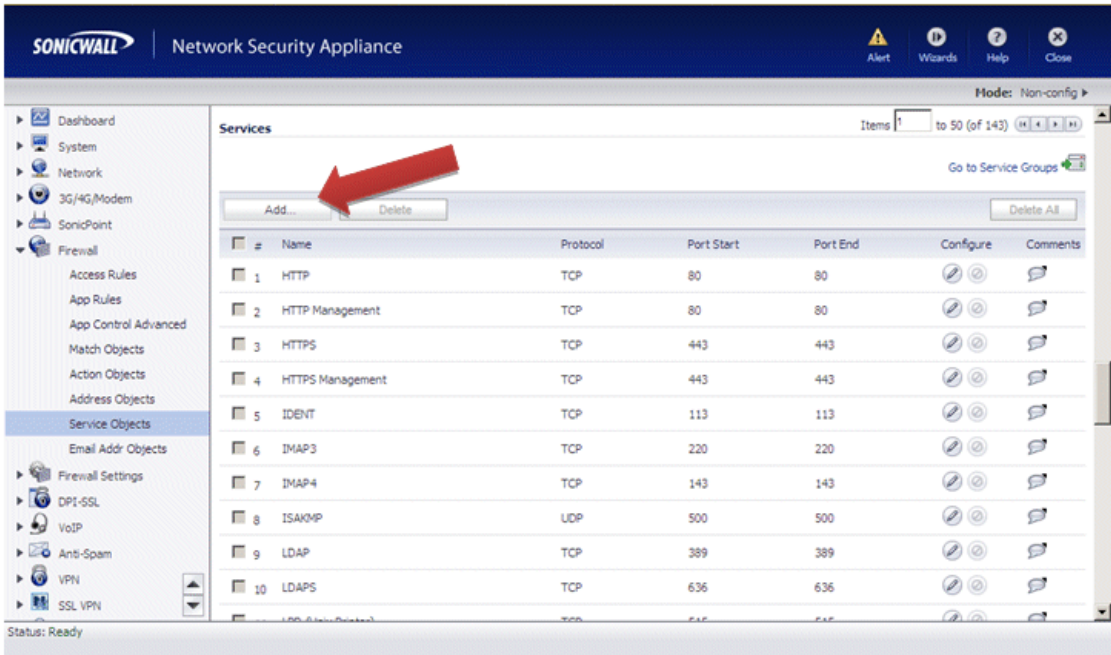 SONICWALL Network Security Appliance
Alert Wizards Help Close
Mode: Non-config
Dashboard
System
Network
3G/4G/Modem
SonicPoint
Firewall
Access Rules
App Rules
App Control Advanced
Match Objects
Action Objects
Address Objects
Service Objects
Email Addr Objects
Firewall Settings
DPI-SSL
VoIP
Anti-Spam
VPN
SSL VPN
Services Items 1 to 50 (of 143)
Go to Service Groups
Add... Delete Delete All
# Name Protocol Port Start Port End Configure Comments
1 HTTP TCP 80 80
2 HTTP Management TCP 80 80
3 HTTPS TCP 443 443
4 HTTPS Management TCP 443 443
5 IDENT TCP 113 113
6 IMAP3 TCP 220 220
7 IMAP4 TCP 143 143
8 ISAKMP UDP 500 500
9 LDAP TCP 389 389
10 LDAPS TCP 636 636
Status: Ready